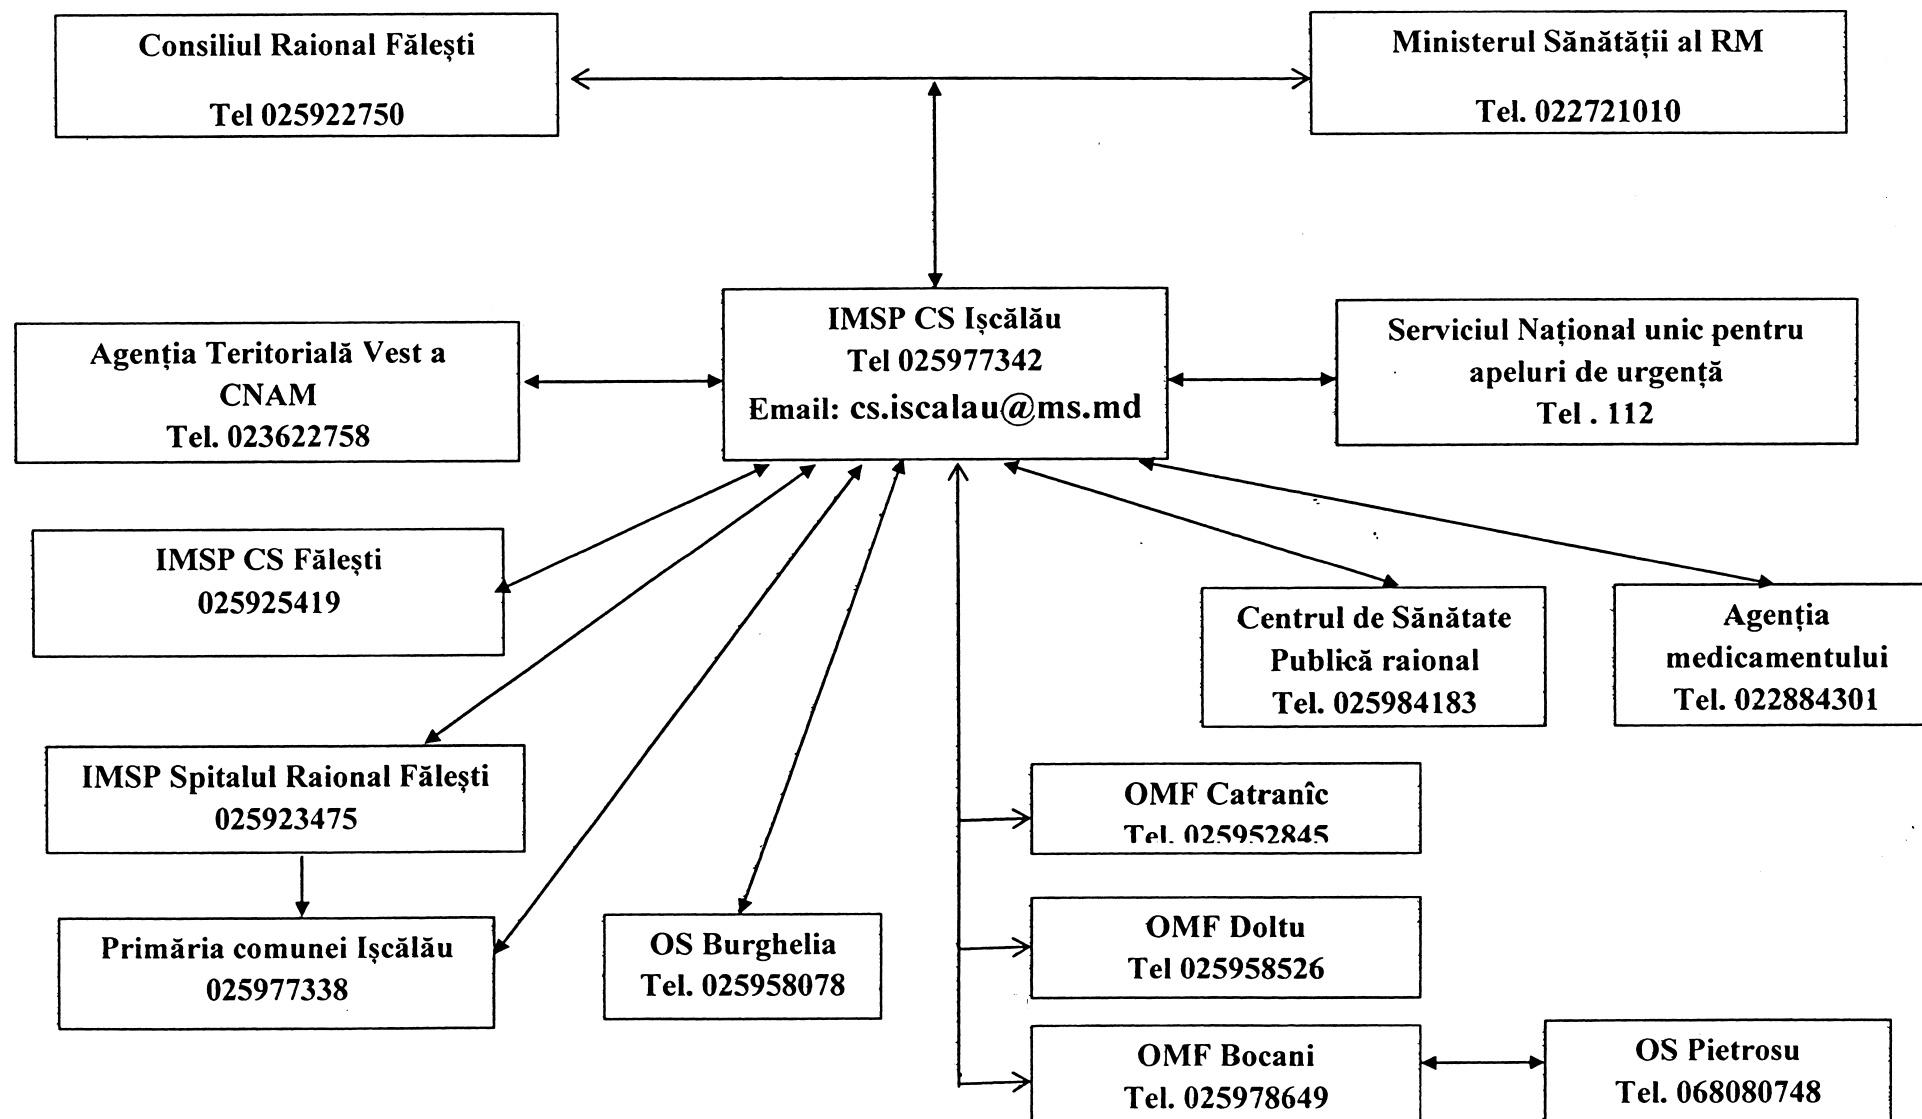 Consiliul Raional Fălești
Tel 025922750
Ministerul Sănătății al RM
Tel. 022721010
IMSP CS Ișcălău
Tel 025977342
Email: cs.iscalau@ms.md
Agenția Teritorială Vest a
CNAM
Tel. 023622758
Serviciul Național unic pentru
apeluri de urgență
Tel . 112
IMSP CS Fălești
025925419
Centrul de Sănătate
Publică raional
Tel. 025984183
Agenția
medicamentului
Tel. 022884301
IMSP Spitalul Raional Fălești
025923475
OMF Catranîc
Tel. 025952845
Primăria comunei Ișcălău
025977338
OS Burghelia
Tel. 025958078
OMF Doltu
Tel 025958526
OMF Bocani
Tel. 025978649
OS Pietrosu
Tel. 068080748